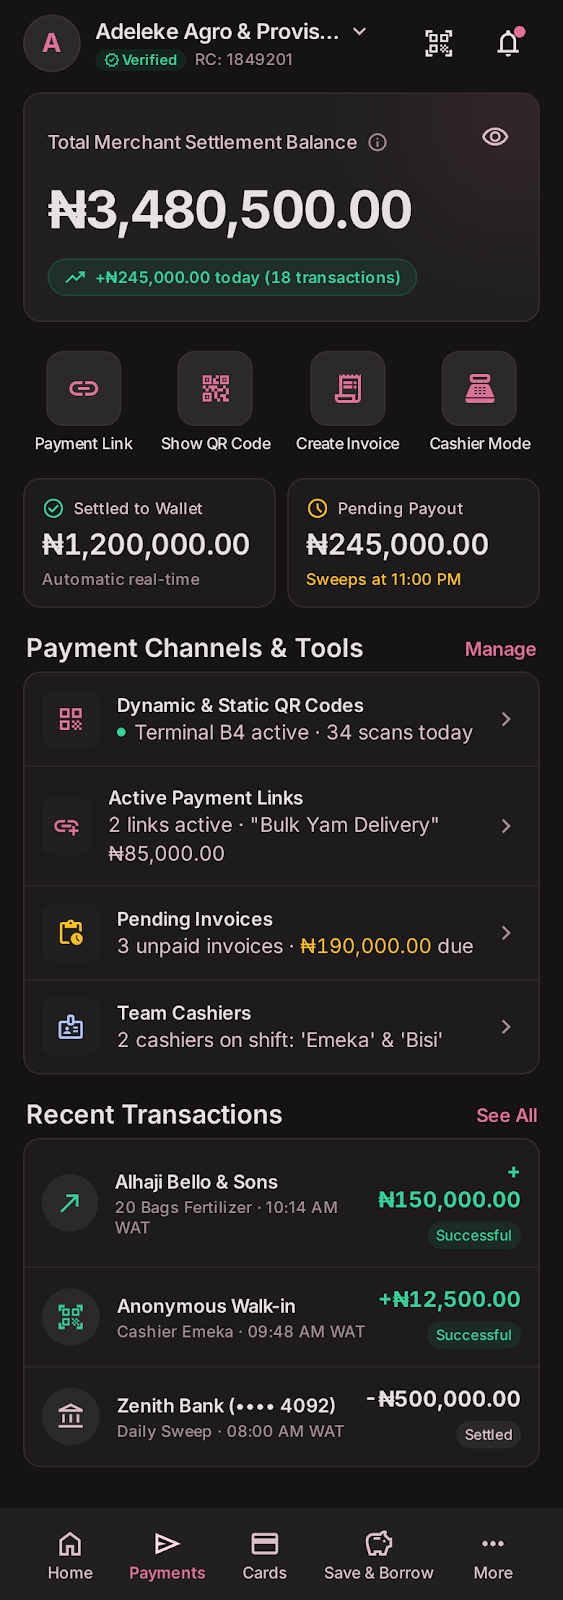 A
Adeleke Agro & Provis...
Verified RC: 1849201
Total Merchant Settlement Balance
₦3,480,500.00
+₦245,000.00 today (18 transactions)
Payment Link
Show QR Code
Create Invoice
Cashier Mode
Settled to Wallet
₦1,200,000.00
Automatic real-time
Pending Payout
₦245,000.00
Sweeps at 11:00 PM
Payment Channels & Tools
Manage
Dynamic & Static QR Codes
Terminal B4 active · 34 scans today
Active Payment Links
2 links active · "Bulk Yam Delivery"
₦85,000.00
Pending Invoices
3 unpaid invoices · ₦190,000.00 due
Team Cashiers
2 cashiers on shift: 'Emeka' & 'Bisi'
Recent Transactions
See All
Alhaji Bello & Sons
20 Bags Fertilizer · 10:14 AM
WAT
+
₦150,000.00
Successful
Anonymous Walk-in
Cashier Emeka · 09:48 AM WAT
+₦12,500.00
Successful
Zenith Bank (•••• 4092)
Daily Sweep · 08:00 AM WAT
-₦500,000.00
Settled
Home
Payments
Cards
Save & Borrow
More